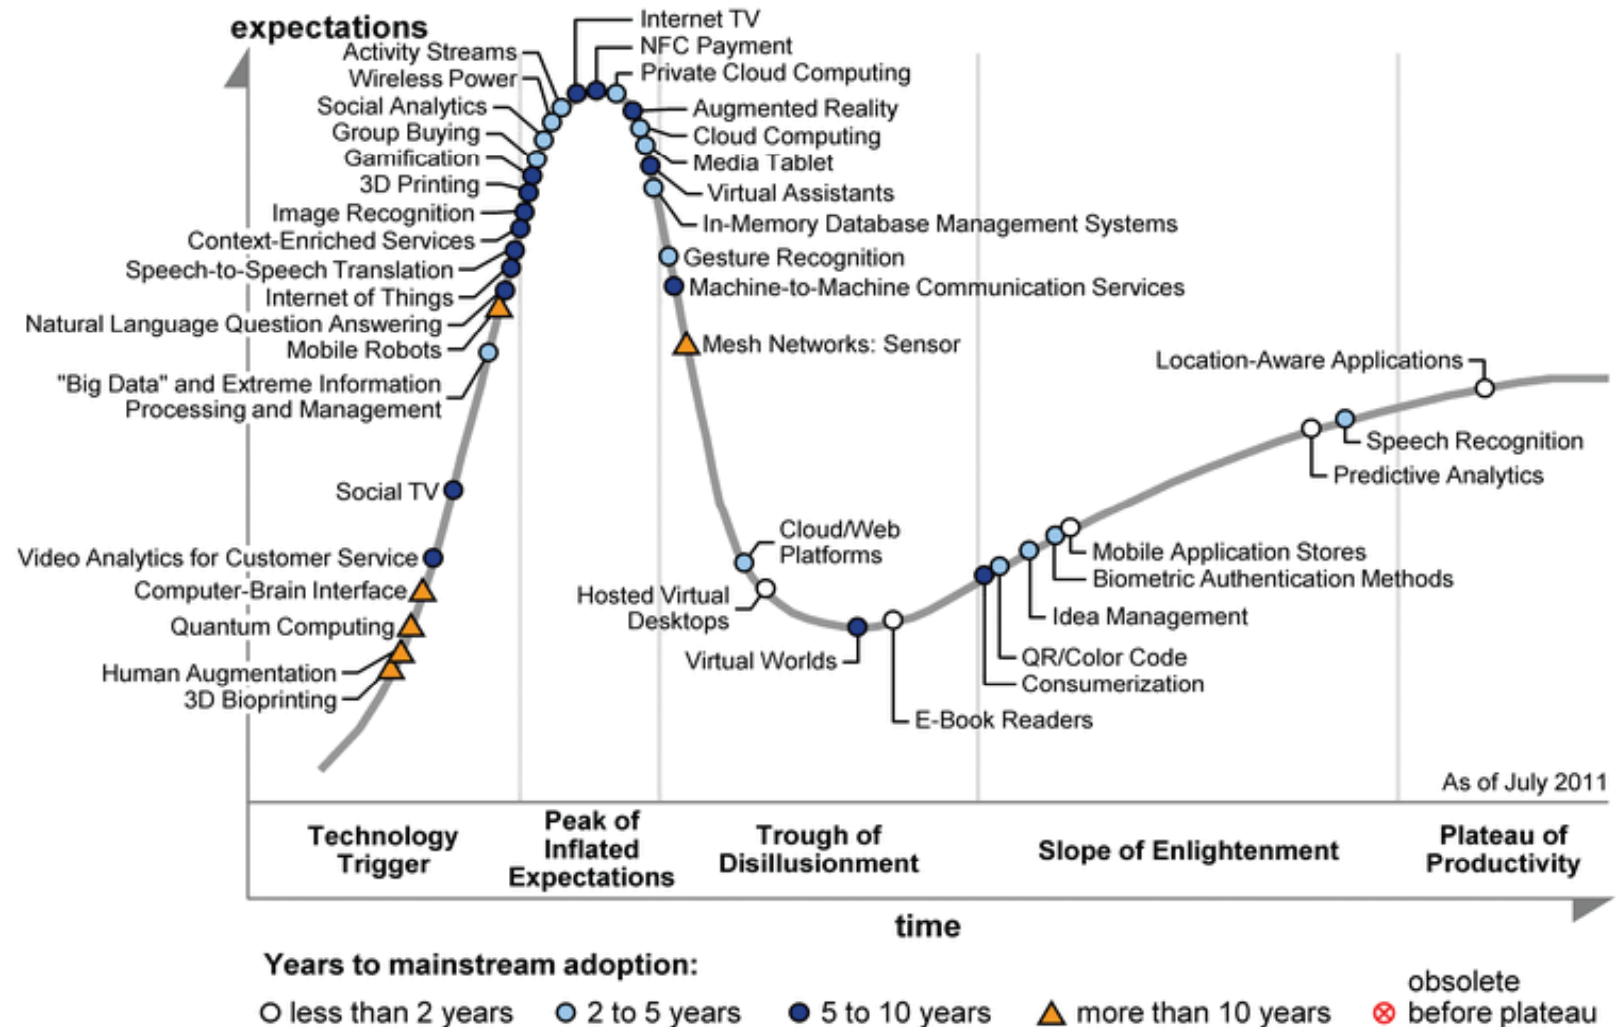 expectations
Activity Streams
Wireless Power
Social Analytics
Group Buying
Gamification
3D Printing
Image Recognition
Context-Enriched Services
Speech-to-Speech Translation
Internet of Things
Natural Language Question Answering
Mobile Robots
"Big Data" and Extreme Information
Processing and Management
Social TV
Video Analytics for Customer Service
Computer-Brain Interface
Quantum Computing
Human Augmentation
3D Bioprinting
Internet TV
NFC Payment
Private Cloud Computing
Augmented Reality
Cloud Computing
Media Tablet
Virtual Assistants
In-Memory Database Management Systems
Gesture Recognition
Machine-to-Machine Communication Services
Mesh Networks: Sensor
Cloud/Web
Platforms
Hosted Virtual
Desktops
Virtual Worlds
E-Book Readers
Location-Aware Applications
Speech Recognition
Predictive Analytics
Mobile Application Stores
Biometric Authentication Methods
Idea Management
QR/Color Code
Consumerization
As of July 2011
Technology
Trigger
Peak of
Inflated
Expectations
Trough of
Disillusionment
Slope of Enlightenment
Plateau of
Productivity
time
Years to mainstream adoption:
less than 2 years
2 to 5 years
5 to 10 years
more than 10 years
obsolete
before plateau